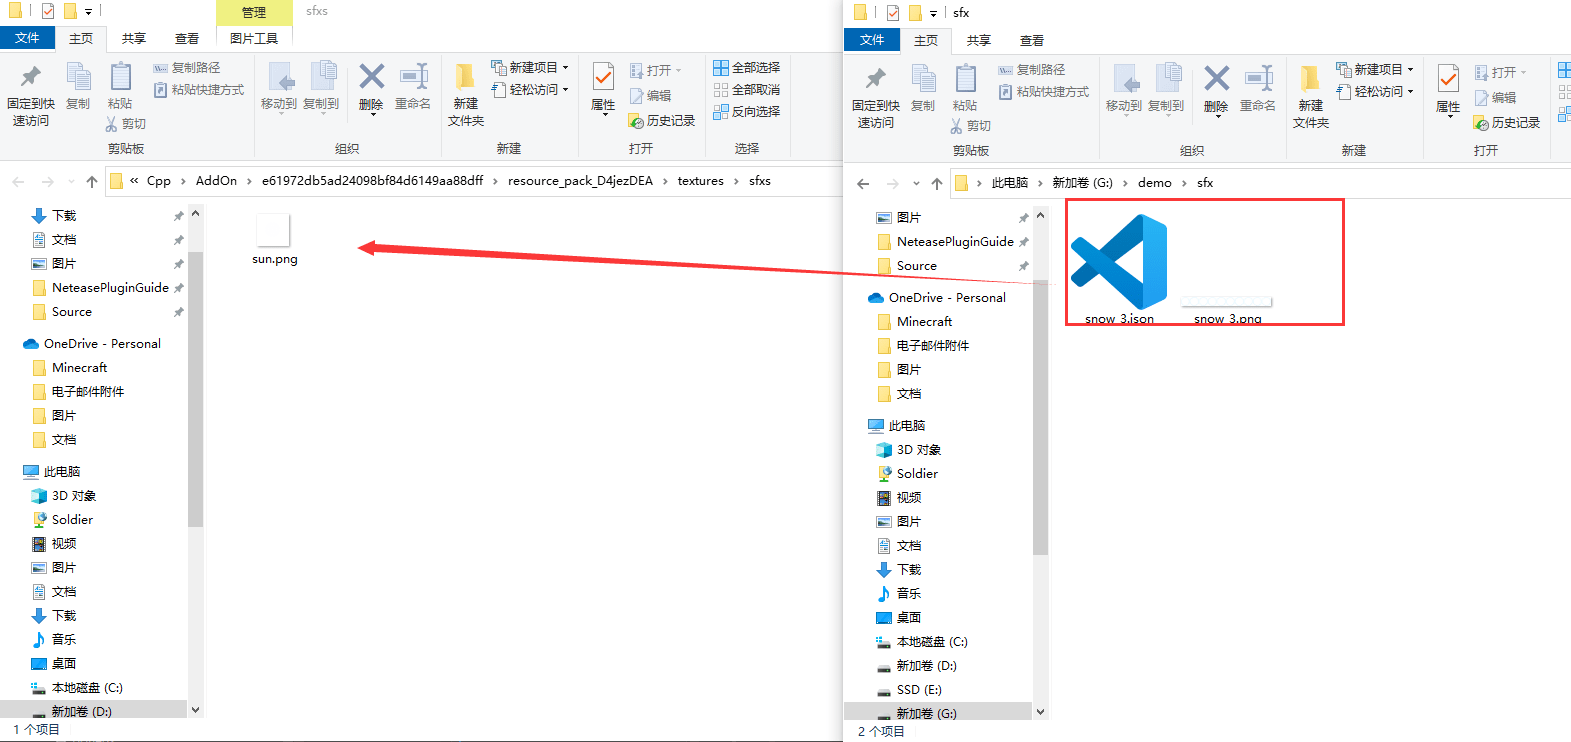 管理
sfxs
文件
主页
共享
查看
图片工具
固定到快
速访问
复制
粘贴
复制路径
粘贴快捷方式
剪切
剪贴板
移动到
复制到
删除
重命名
组织
新建
文件夹
新建项目
轻松访问
新建
属性
打开
编辑
历史记录
打开
全部选择
全部取消
反向选择
选择
« Cpp › AddOn › e61972db5ad24098bf84d6149aa88dff › resource_pack_D4jezDEA › textures › sfxs
下载
文档
图片
NeteasePluginGuide
Source
OneDrive - Personal
Minecraft
电子邮件附件
图片
文档
此电脑
3D 对象
Soldier
视频
图片
文档
下载
音乐
桌面
本地磁盘 (C:)
新加卷 (D:)
1 个项目
sun.png
sfx
文件
主页
共享
查看
固定到快
速访问
复制
粘贴
复制路径
粘贴快捷方式
剪切
剪贴板
移动到
复制到
删除
重命名
组织
新建
文件夹
新建项目
轻松访问
新建
属性
打开
编辑
历史记录
打开
› 此电脑 › 新加卷 (G:) › demo › sfx
图片
NeteasePluginGuide
Source
OneDrive - Personal
Minecraft
电子邮件附件
图片
文档
此电脑
3D 对象
Soldier
视频
图片
文档
下载
音乐
桌面
本地磁盘 (C:)
新加卷 (D:)
SSD (E:)
新加卷 (G:)
2 个项目
snow_3.json
snow_3.png